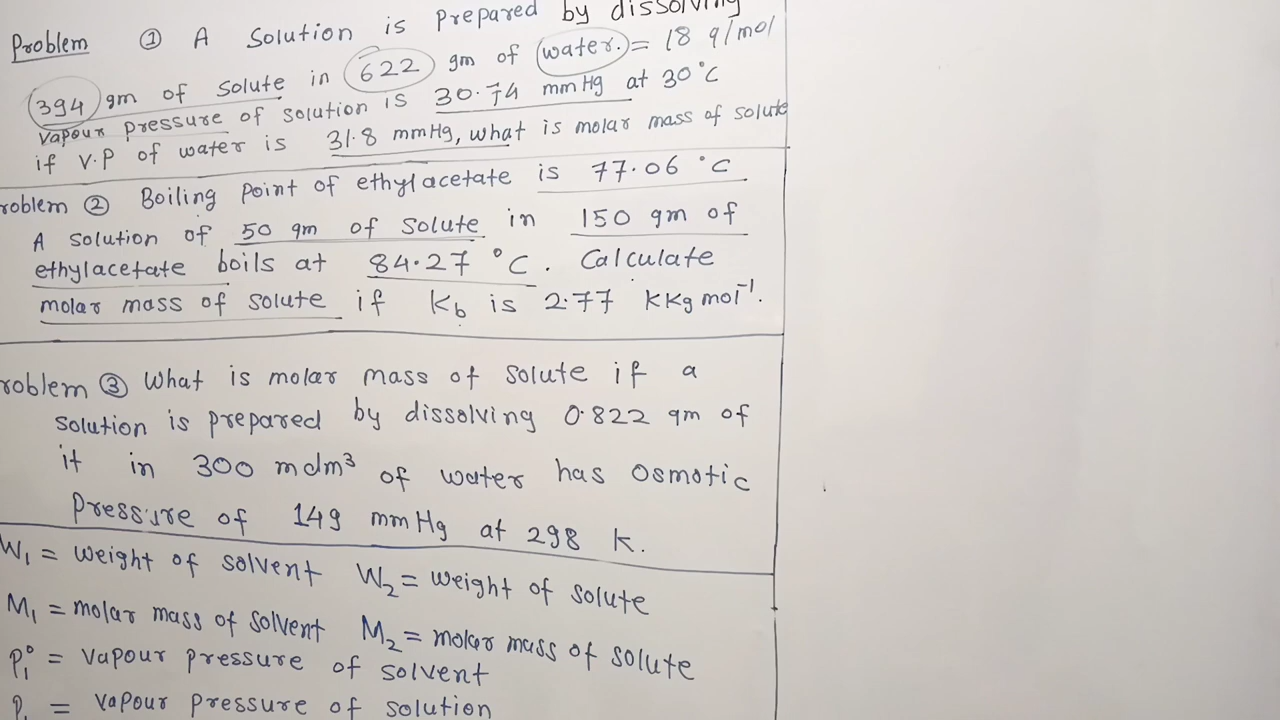 Problem ① A solution is prepared by dissolving
394 gm of solute in 622 gm of water. = 18 g/mol
vapour pressure of solution is 30.74 mmHg at 30°C
if V.P of water is 31.8 mmHg, what is molar mass of solute
roblem ② Boiling point of ethylacetate is 77.06 °C
A solution of 50 gm of solute in 150 gm of
ethylacetate boils at 84.27 °C. Calculate
molar mass of solute if Kb is 2.77 KKg mol⁻¹.
roblem ③ What is molar mass of solute if a
solution is prepared by dissolving 0.822 gm of
it in 300 mdm³ of water has osmotic
pressure of 149 mmHg at 298 K.
W₁ = weight of solvent W₂ = weight of solute
M₁ = molar mass of solvent M₂ = molar mass of solute
P₁° = vapour pressure of solvent
P₁ = vapour pressure of solution